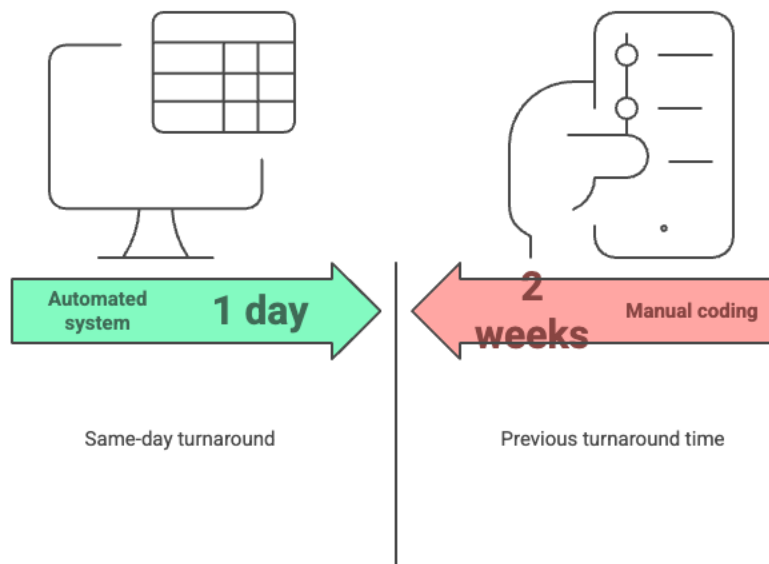 Automated
system
1 day
2
weeks
Manual coding
Same-day turnaround
Previous turnaround time